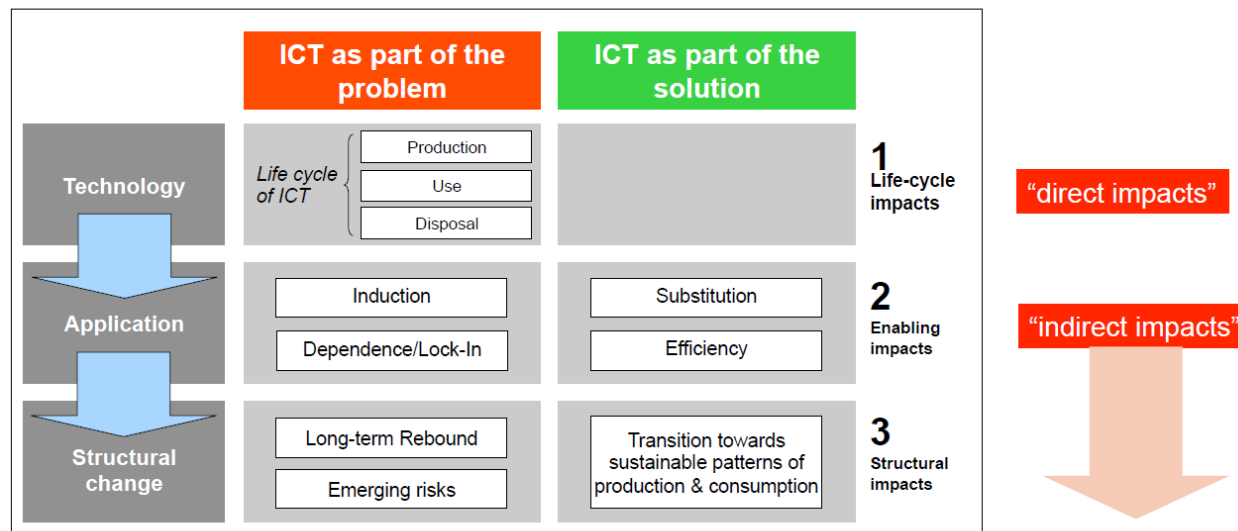 ICT as part of the
problem
ICT as part of the
solution
Technology
Life cycle
of ICT
Production
Use
Disposal
1
Life-cycle
impacts
“direct impacts”
Application
Induction
Dependence/Lock-In
Substitution
Efficiency
2
Enabling
impacts
“indirect impacts”
Structural
change
Long-term Rebound
Emerging risks
Transition towards
sustainable patterns of
production & consumption
3
Structural
impacts